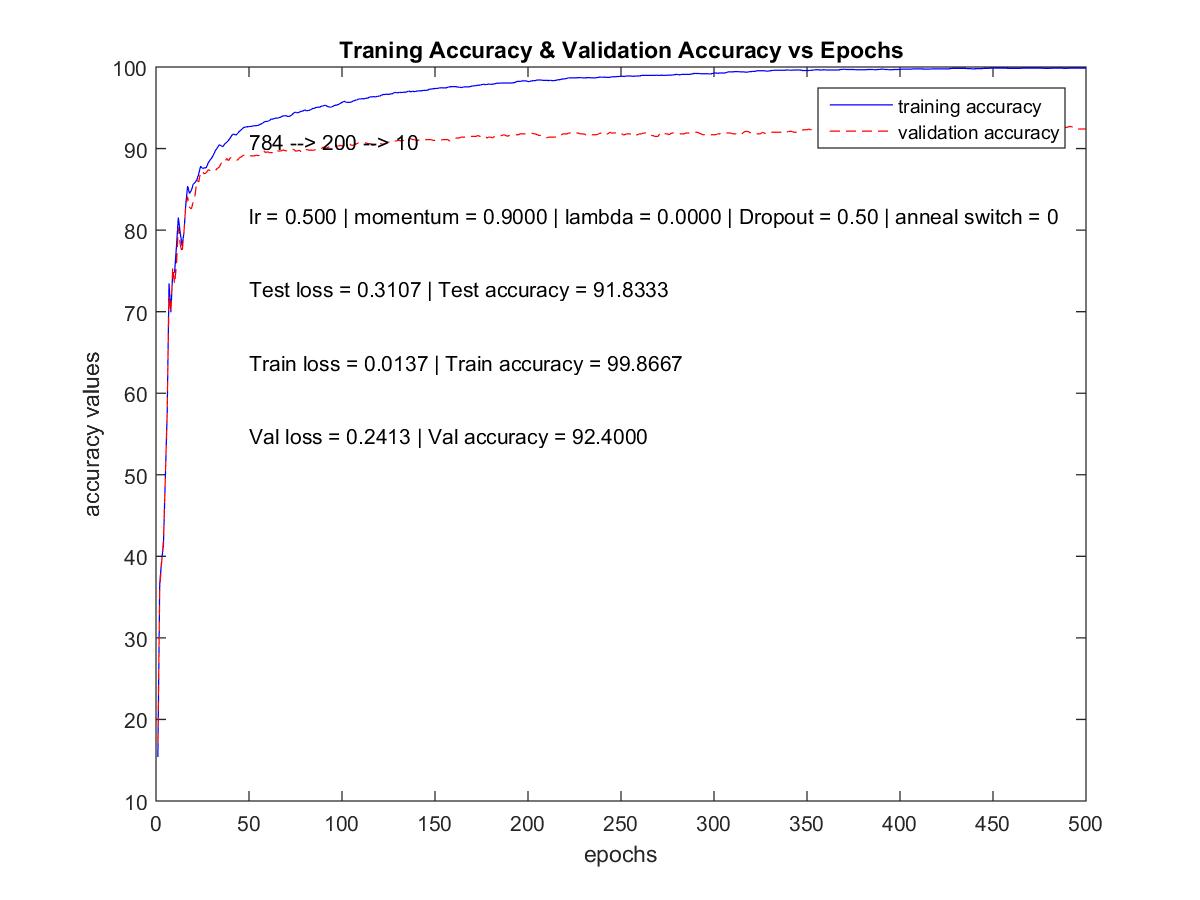 Traning Accuracy & Validation Accuracy vs Epochs
100
90
80
70
60
50
40
30
20
10
accuracy values
training accuracy
validation accuracy
784 --> 200 --> 10
lr = 0.500 | momentum = 0.9000 | lambda = 0.0000 | Dropout = 0.50 | anneal switch = 0
Test loss = 0.3107 | Test accuracy = 91.8333
Train loss = 0.0137 | Train accuracy = 99.8667
Val loss = 0.2413 | Val accuracy = 92.4000
0 50 100 150 200 250 300 350 400 450 500
epochs